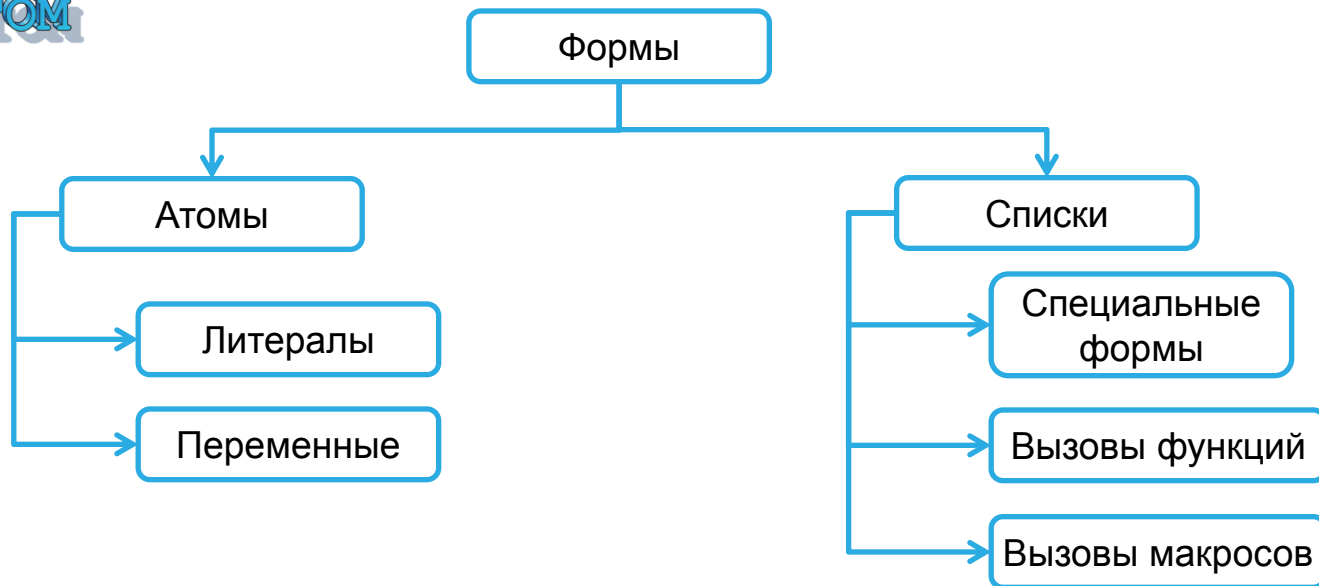 Формы
Атомы
Списки
Литералы
Переменные
Специальные
формы
Вызовы функций
Вызовы макросов